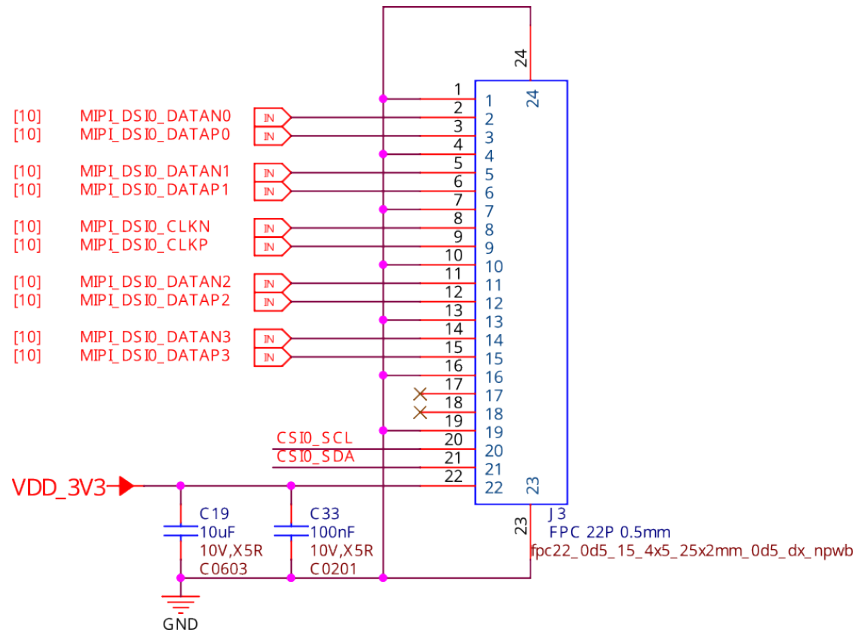 24
24
1 1
[10] MIPI_DSI0_DATAN0 IN 2 2
[10] MIPI_DSI0_DATAP0 IN 3 3
4 4
[10] MIPI_DSI0_DATAN1 IN 5 5
[10] MIPI_DSI0_DATAP1 IN 6 6
7 7
[10] MIPI_DSI0_CLKN IN 8 8
[10] MIPI_DSI0_CLKP IN 9 9
10 10
[10] MIPI_DSI0_DATAN2 IN 11 11
[10] MIPI_DSI0_DATAP2 IN 12 12
13 13
[10] MIPI_DSI0_DATAN3 IN 14 14
[10] MIPI_DSI0_DATAP3 IN 15 15
16 16
17 17
18 18
19 19
CSI0_SCL 20 20
CSI0_SDA 21 21
VDD_3V3 22 22
23
23
C19
10uF
10V,X5R
C0603
C33
100nF
10V,X5R
C0201
J3
FPC 22P 0.5mm
fpc22_0d5_15_4x5_25x2mm_0d5_dx_npwb
GND